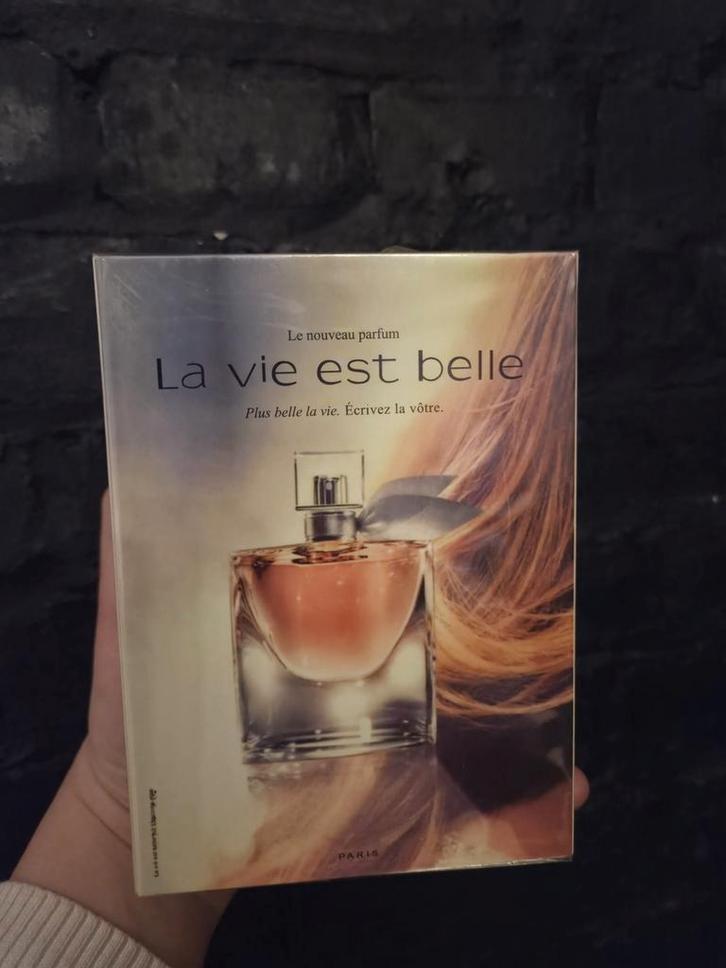 Le nouveau parfum
La vie est belle
Plus belle la vie. Écrivez la vôtre.
PARIS